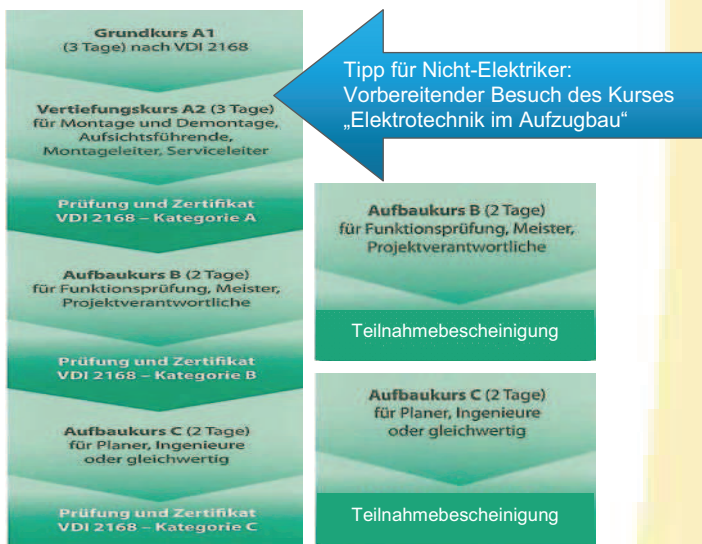 Grundkurs A1
(3 Tage) nach VDI 2168
Vertiefungskurs A2 (3 Tage)
für Montage und Demontage,
Aufsichtsführende,
Montageleiter, Serviceleiter
Prüfung und Zertifikat
VDI 2168 – Kategorie A
Aufbaukurs B (2 Tage)
für Funktionsprüfung, Meister,
Projektverantwortliche
Prüfung und Zertifikat
VDI 2168 – Kategorie B
Aufbaukurs C (2 Tage)
für Planer, Ingenieure
oder gleichwertig
Prüfung und Zertifikat
VDI 2168 – Kategorie C
Tipp für Nicht-Elektriker:
Vorbereitender Besuch des Kurses
„Elektrotechnik im Aufzugbau“
Aufbaukurs B (2 Tage)
für Funktionsprüfung, Meister,
Projektverantwortliche
Teilnahmebescheinigung
Aufbaukurs C (2 Tage)
für Planer, Ingenieure
oder gleichwertig
Teilnahmebescheinigung